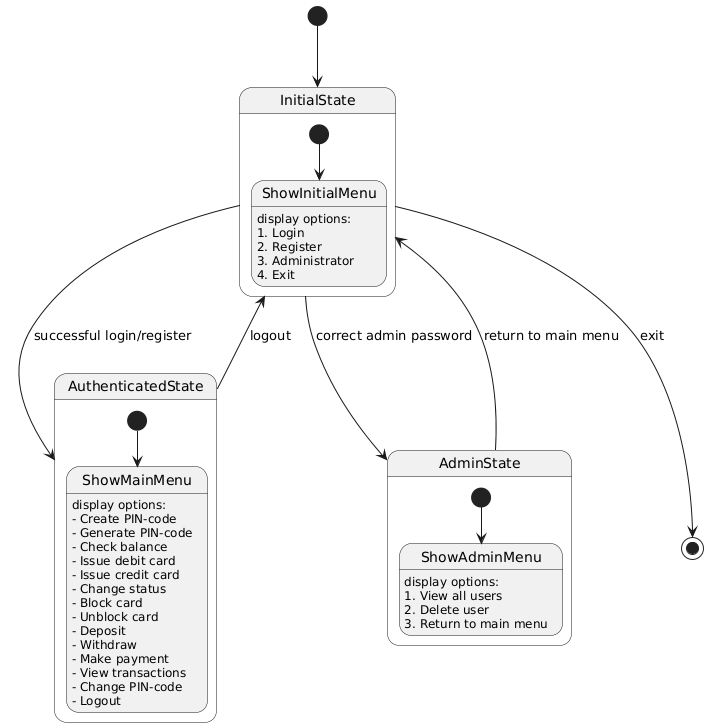 InitialState
ShowInitialMenu
display options:
1. Login
2. Register
3. Administrator
4. Exit
successful login/register
logout
correct admin password
return to main menu
exit
AuthenticatedState
ShowMainMenu
display options:
- Create PIN-code
- Generate PIN-code
- Check balance
- Issue debit card
- Issue credit card
- Change status
- Block card
- Unblock card
- Deposit
- Withdraw
- Make payment
- View transactions
- Change PIN-code
- Logout
AdminState
ShowAdminMenu
display options:
1. View all users
2. Delete user
3. Return to main menu